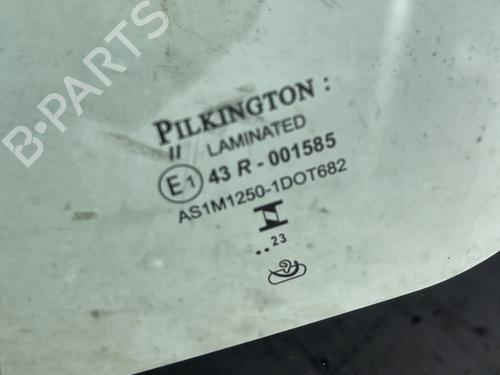 B-PARTS
PILKINGTON
LAMINATED
E1 43 R - 001585
AS1M1250-1DOT682
.. 23